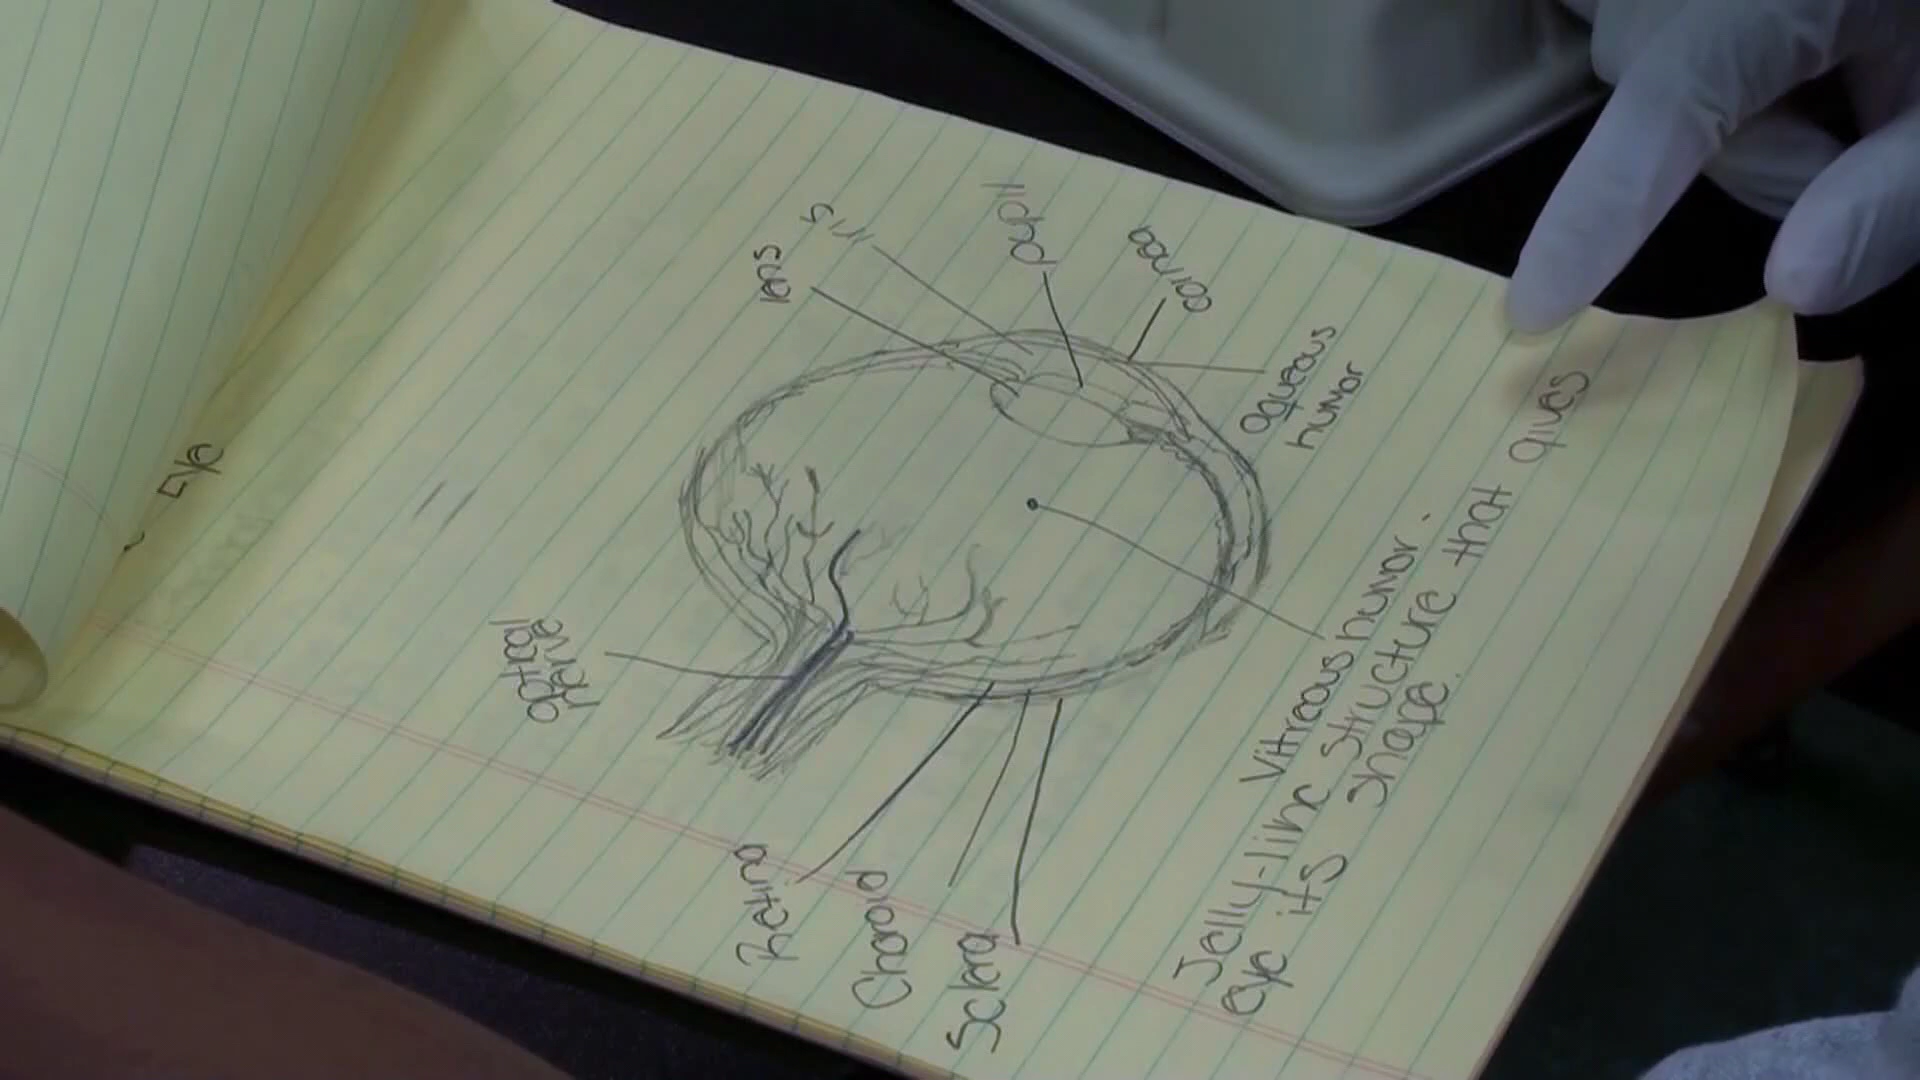 Eye
lens
iris
pupil
cornea
aqueous
humor
optical
nerve
Retina
Choroid
Sclera
Vitreous humor -
Jelly-linc structure that gives
eye its shape.